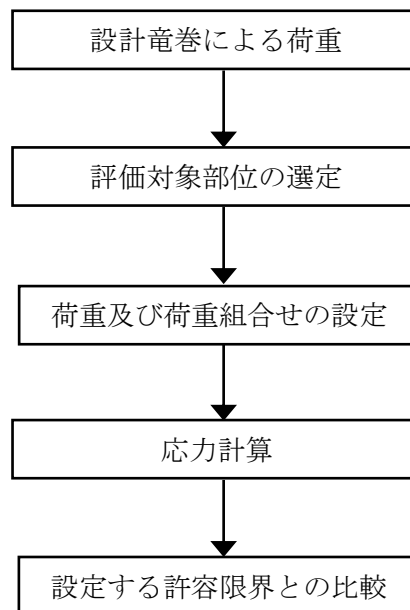 設計竜巻による荷重
評価対象部位の選定
荷重及び荷重組合せの設定
応力計算
設定する許容限界との比較